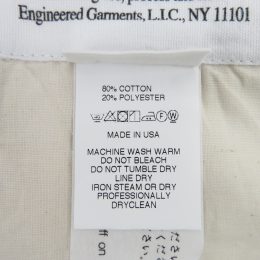 Engineered Garments, L.I.C., NY 11101
80% COTTON
20% POLYESTER
MADE IN USA
MACHINE WASH WARM
DO NOT BLEACH
DO NOT TUMBLE DRY
LINE DRY
IRON STEAM OR DRY
PROFESSIONALLY
DRYCLEAN